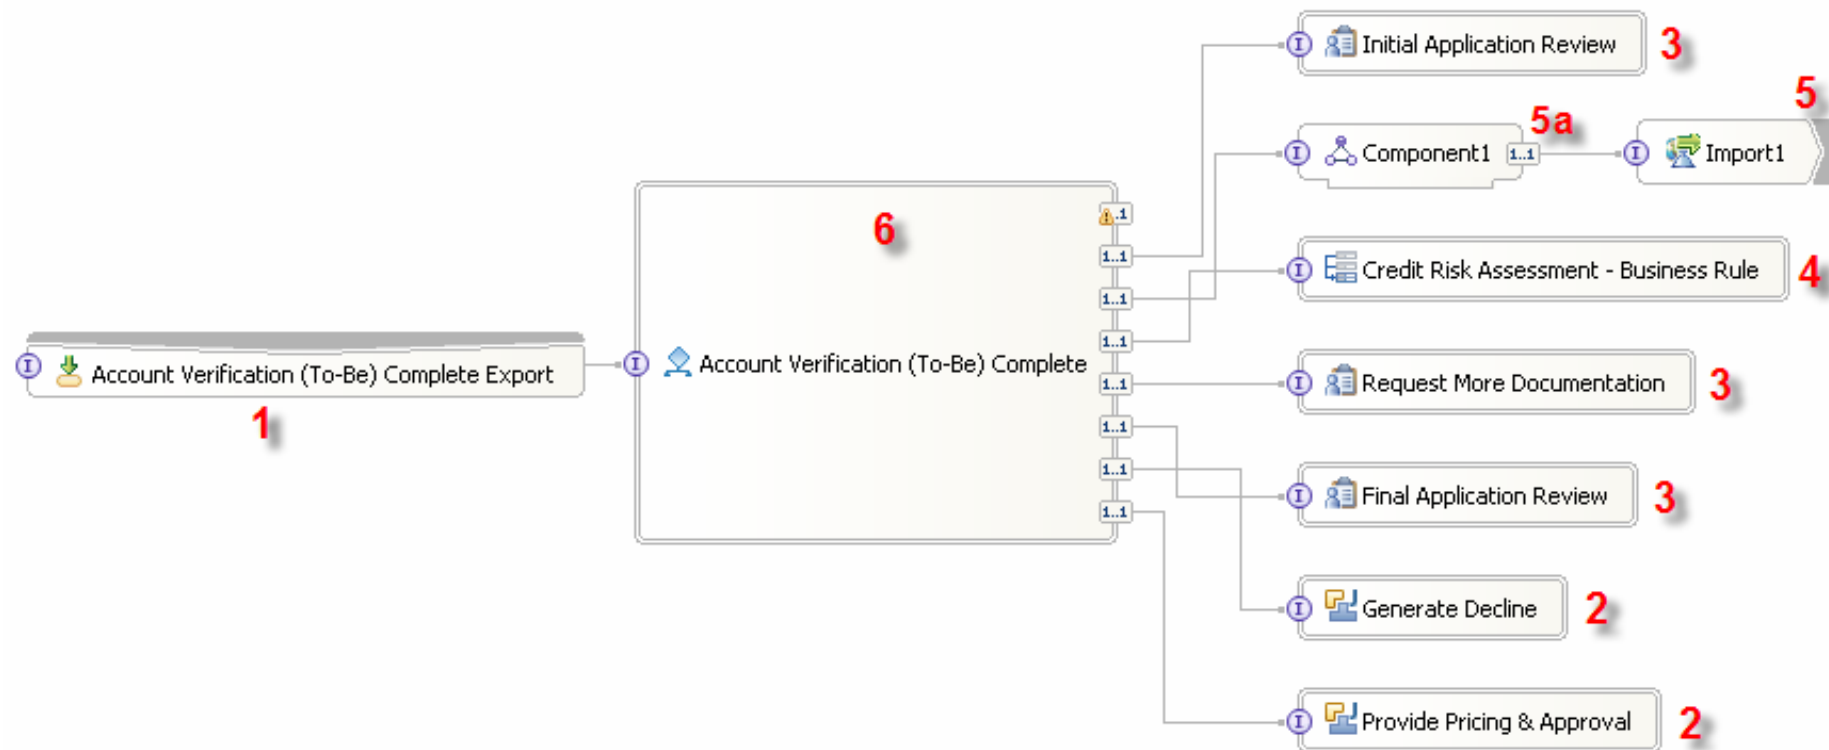 Initial Application Review 3
5
5a
Component1 1..1 Import1
6
.1
1..1
1..1
Credit Risk Assessment - Business Rule 4
1..1
Account Verification (To-Be) Complete
Account Verification (To-Be) Complete Export
1
1..1
Request More Documentation 3
1..1
1..1
Final Application Review 3
1..1
Generate Decline 2
Provide Pricing & Approval 2